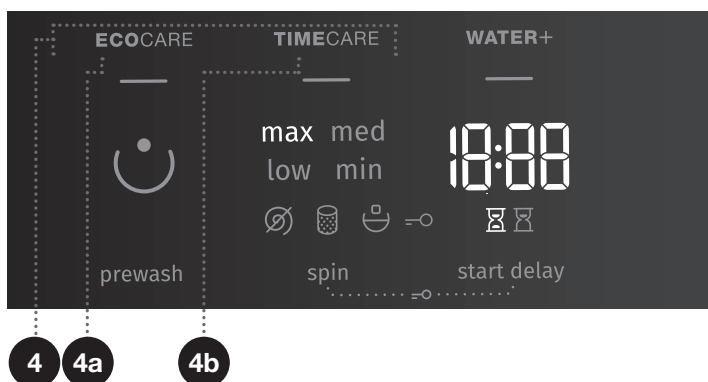 ECOCARE TIMECARE WATER+
max med
low min
18:88
prewash spin start delay
4 4a 4b